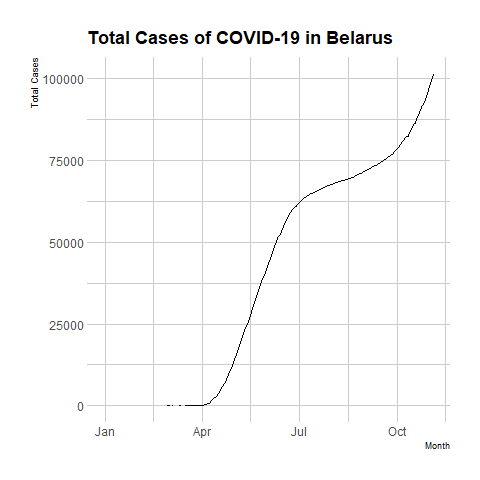 Total Cases of COVID-19 in Belarus
Total Cases
100000
75000
50000
25000
0
Jan Apr Jul Oct
Month